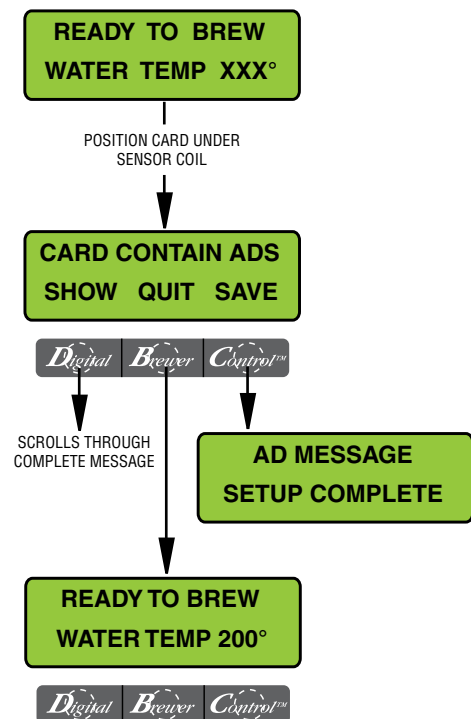 READY TO BREW
WATER TEMP XXX°
POSITION CARD UNDER
SENSOR COIL
CARD CONTAIN ADS
SHOW QUIT SAVE
Digital Brewer Control™
SCROLLS THROUGH
COMPLETE MESSAGE
AD MESSAGE
SETUP COMPLETE
READY TO BREW
WATER TEMP 200°
Digital Brewer Control™